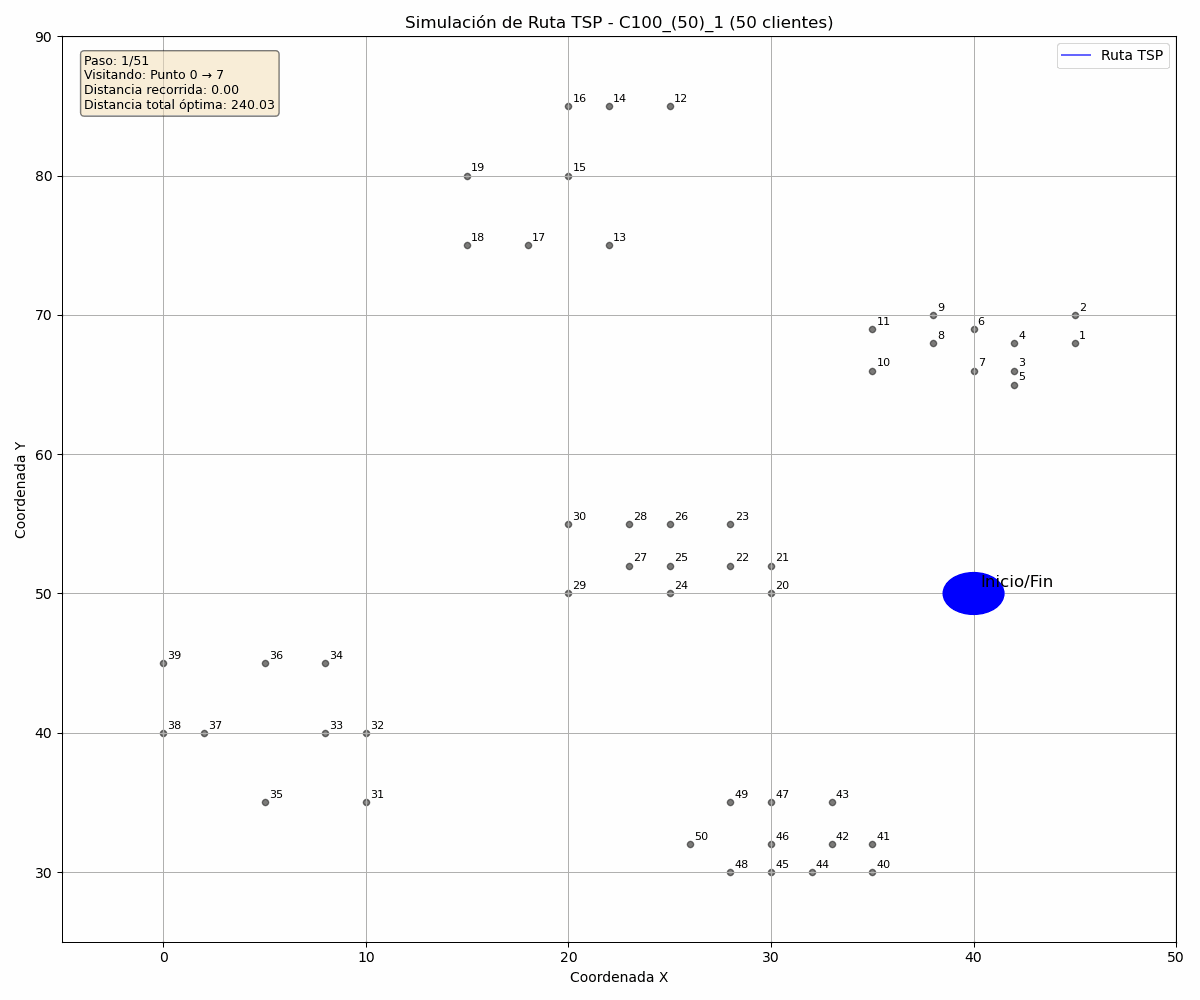 Simulación de Ruta TSP - C100_(50)_1 (50 clientes)
Paso: 1/51
Visitando: Punto 0 → 7
Distancia recorrida: 0.00
Distancia total óptima: 240.03
Ruta TSP
90
80
70
60
50
40
30
Coordenada Y
16 14 12
19 15
18 17 13
9 2
11 6
8 4 1
10 7 3
5
30 28 26 23
27 25 22 21
29 24 20
Inicio/Fin
39 36 34
38 37 33 32
35 31
49 47 43
50 46 42 41
48 45 44 40
0 10 20 30 40 50
Coordenada X